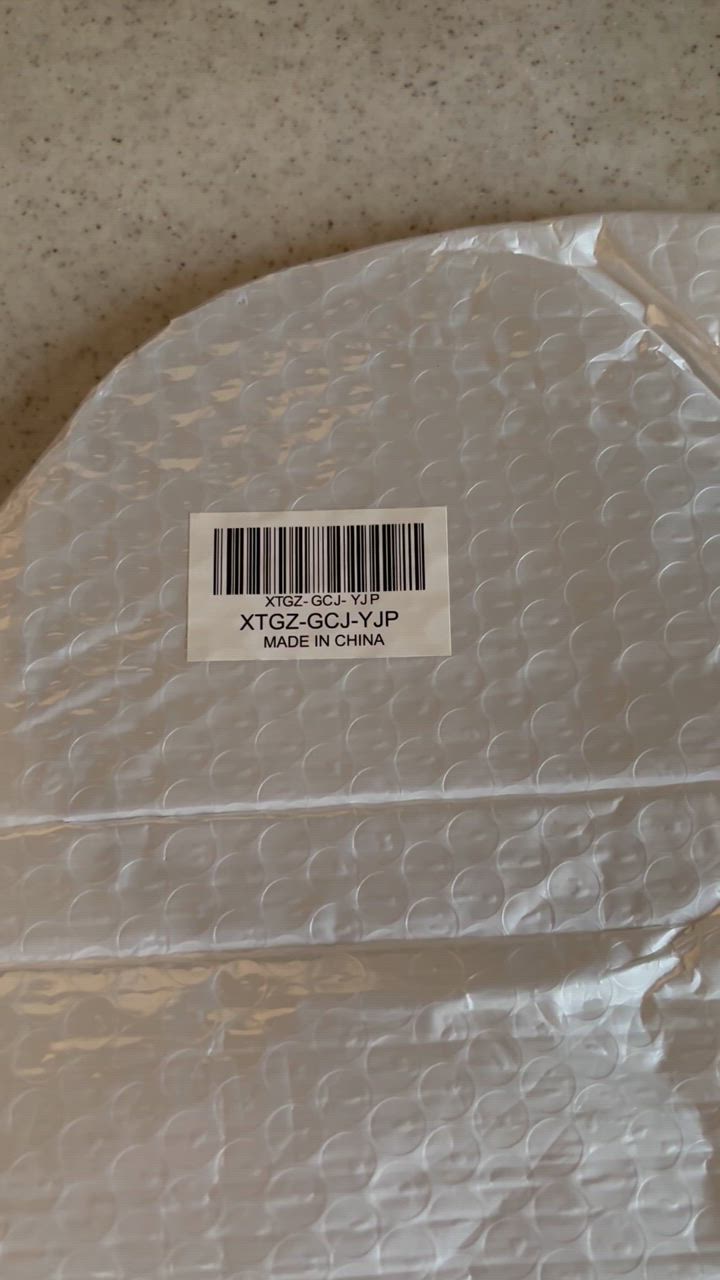 XTGZ- GCJ- YJP
XTGZ-GCJ-YJP
MADE IN CHINA